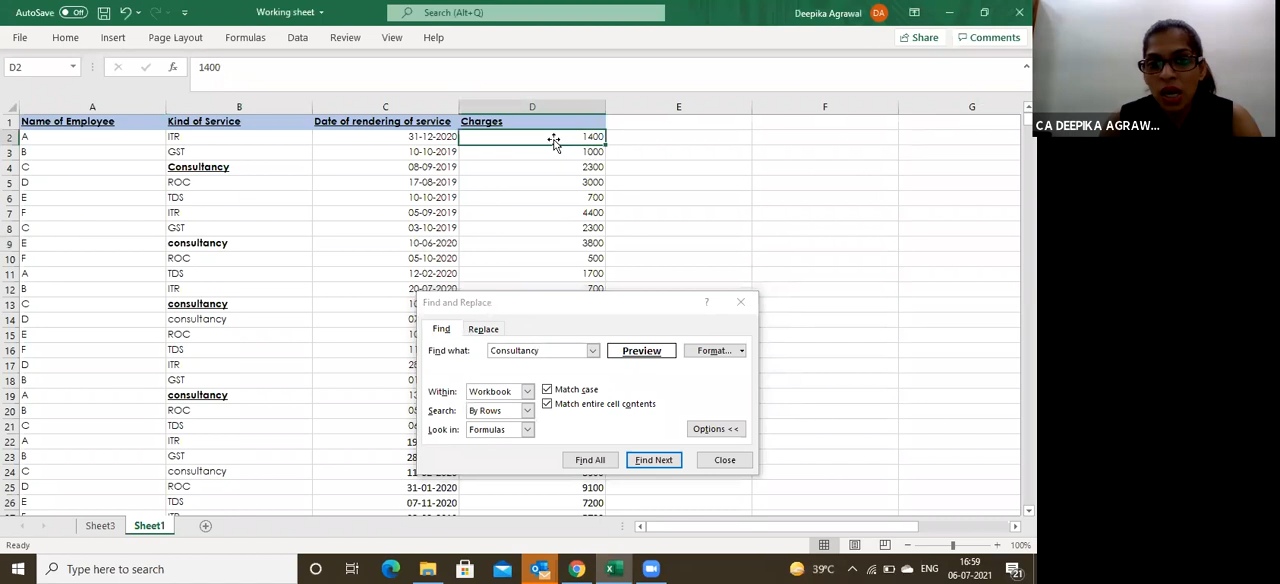 AutoSave Off Working sheet Search (Alt+Q) Deepika Agrawal DA
File Home Insert Page Layout Formulas Data Review View Help Share Comments
D2 fx 1400
A B C D E F G
1 Name of Employee Kind of Service Date of rendering of service Charges
2 A ITR 31-12-2020 1400
3 B GST 10-10-2019 1000
4 C Consultancy 08-09-2019 2300
5 D ROC 17-08-2019 3000
6 E TDS 10-10-2019 700
7 F ITR 05-09-2019 4400
8 C GST 03-10-2019 2300
9 E consultancy 10-06-2020 3800
10 F ROC 05-10-2020 500
11 A TDS 12-02-2020 1700
12 B ITR 20-07-2020 700
13 C consultancy
14 D consultancy
15 E ROC
16 F TDS
17 D ITR
18 B GST
19 A consultancy
20 B ROC
21 C TDS
22 A ITR
23 B GST
24 C consultancy
25 D ROC 31-01-2020 9100
26 E TDS 07-11-2020 7200
Find and Replace ?
Find Replace
Find what: Consultancy Preview Format...
Within: Workbook Match case
Search: By Rows Match entire cell contents
Look in: Formulas
Options <<
Find All Find Next Close
Sheet3 Sheet1
Ready 100%
Type here to search 39°C ENG 16:59
06-07-2021 21
CA DEEPIKA AGRAW...